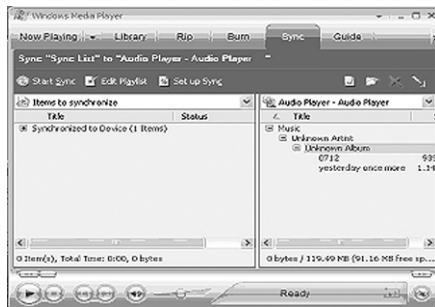 Windows Media Player
Now Playing Library Rip Burn Sync Guide
Sync "Sync List" to "Audio Player - Audio Player
Start Sync Edit Playlist Set up Sync
Items to synchronize
Audio Player - Audio Player
Title Status
Title
Synchronized to Device (1 Items)
Music
Unknown Artist
Unknown Album
0712
yesterday once more
0 Item(s), Total Time: 0:00, 0 bytes
0 bytes / 119.49 MB (91.16 MB free sp...
Ready